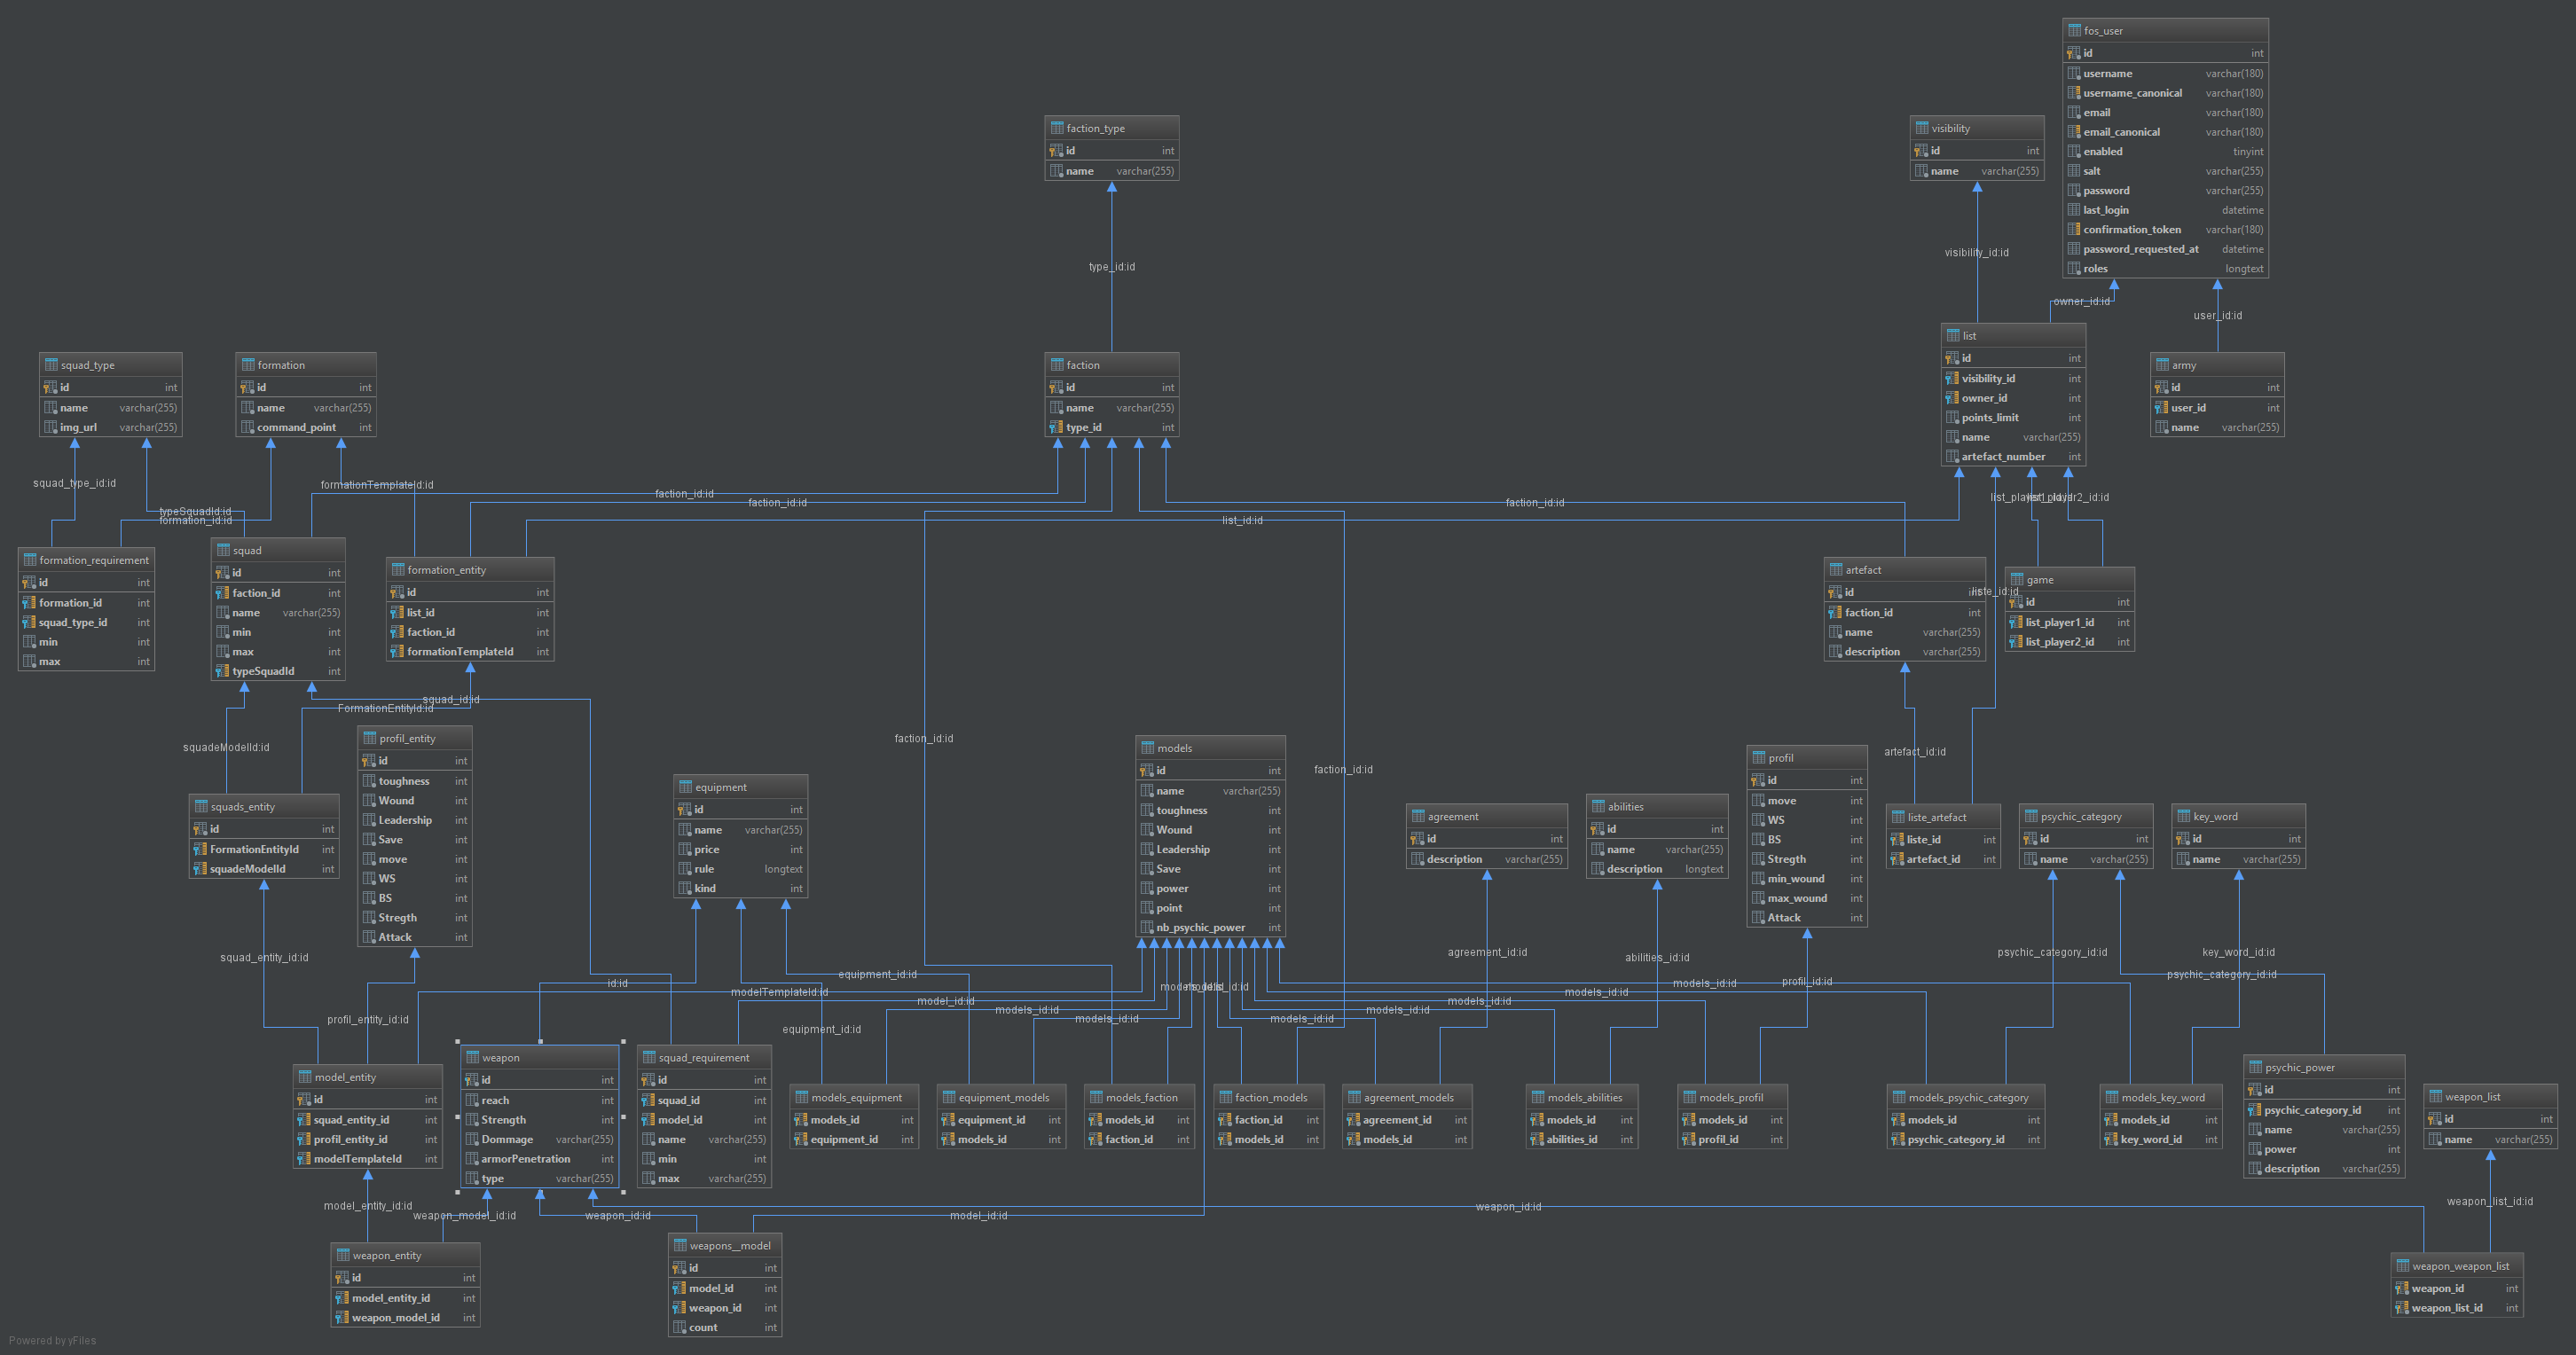 fos_user
id int
username varchar(180)
username_canonical varchar(180)
email varchar(180)
email_canonical varchar(180)
enabled tinyint
salt varchar(255)
password varchar(255)
last_login datetime
confirmation_token varchar(180)
password_requested_at datetime
roles longtext
faction_type
id int
name varchar(255)
visibility
id int
name varchar(255)
type_id:id
visibility_id:id
owner_id:id
user_id:id
squad_type
id int
name varchar(255)
img_url varchar(255)
formation
id int
name varchar(255)
command_point int
faction
id int
name varchar(255)
type_id int
list
id int
visibility_id int
owner_id int
points_limit int
name varchar(255)
artefact_number int
army
id int
user_id int
name varchar(255)
squad_type_id:id
formationTemplateId:id
typeSquadId:id
formation_id:id
faction_id:id
faction_id:id
list_id:id
faction_id:id
list_player2_id:id
formation_requirement
id int
formation_id int
squad_type_id int
min int
max int
squad
id int
faction_id int
name varchar(255)
min int
max int
typeSquadId int
formation_entity
id int
list_id int
faction_id int
formationTemplateId int
artefact
id int
faction_id int
name varchar(255)
description varchar(255)
liste_id:id
game
id int
list_player1_id int
list_player2_id int
squad_id:id
FormationEntityId:id
squadeModelId:id
faction_id:id
faction_id:id
artefact_id:id
profil_entity
id int
toughness int
Wound int
Leadership int
Save int
move int
WS int
BS int
Stregth int
Attack int
squads_entity
id int
FormationEntityId int
squadeModelId int
equipment
id int
name varchar(255)
price int
rule longtext
kind int
models
id int
name varchar(255)
toughness int
Wound int
Leadership int
Save int
power int
point int
nb_psychic_power int
agreement
id int
description varchar(255)
abilities
id int
name varchar(255)
description longtext
profil
id int
move int
WS int
BS int
Stregth int
min_wound int
max_wound int
Attack int
liste_artefact
liste_id int
artefact_id int
psychic_category
id int
name varchar(255)
key_word
id int
name varchar(255)
squad_entity_id:id
profil_entity_id:id
id:id
modelTemplateId:id
equipment_id:id
equipment_id:id
model_id:id
models_id:id
models_id:id
models_id:id
models_id:id
models_id:id
models_id:id
models_id:id
agreement_id:id
abilities_id:id
profil_id:id
psychic_category_id:id
psychic_category_id:id
key_word_id:id
model_entity
id int
squad_entity_id int
profil_entity_id int
modelTemplateId int
weapon
id int
reach int
Strength int
Dommage varchar(255)
armorPenetration int
type varchar(255)
squad_requirement
id int
squad_id int
model_id int
name varchar(255)
min int
max varchar(255)
models_equipment
models_id int
equipment_id int
equipment_models
equipment_id int
models_id int
models_faction
models_id int
faction_id int
faction_models
faction_id int
models_id int
agreement_models
agreement_id int
models_id int
models_abilities
models_id int
abilities_id int
models_profil
models_id int
profil_id int
models_psychic_category
models_id int
psychic_category_id int
models_key_word
models_id int
key_word_id int
psychic_power
id int
psychic_category_id int
name varchar(255)
power int
description varchar(255)
weapon_list
id int
name varchar(255)
model_entity_id:id
weapon_model_id:id
weapon_id:id
model_id:id
weapon_id:id
weapon_list_id:id
weapon_entity
id int
model_entity_id int
weapon_model_id int
weapons__model
id int
model_id int
weapon_id int
count int
weapon_weapon_list
weapon_id int
weapon_list_id int
Powered by yFiles